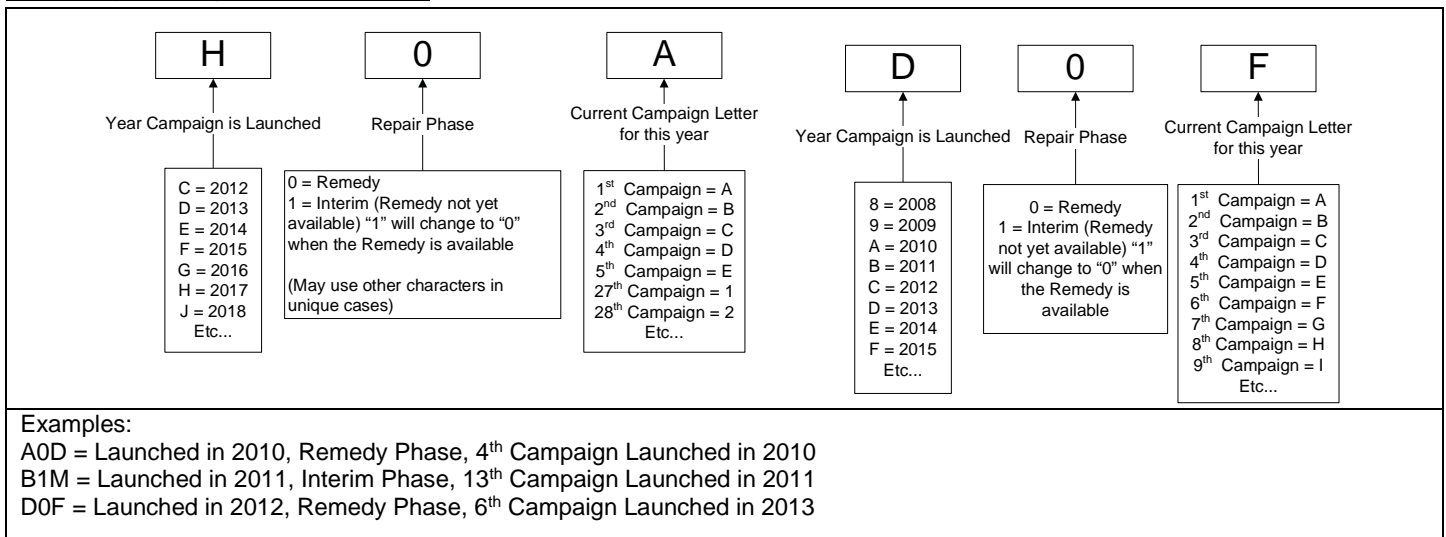 H
0
A
Year Campaign is Launched
Repair Phase
Current Campaign Letter
for this year
C = 2012
D = 2013
E = 2014
F = 2015
G = 2016
H = 2017
J = 2018
Etc...
0 = Remedy
1 = Interim (Remedy not yet
available) “1” will change to “0”
when the Remedy is available
(May use other characters in
unique cases)
1st Campaign = A
2nd Campaign = B
3rd Campaign = C
4th Campaign = D
5th Campaign = E
27th Campaign = 1
28th Campaign = 2
Etc...
D
0
F
Year Campaign is Launched
Repair Phase
Current Campaign Letter
for this year
8 = 2008
9 = 2009
A = 2010
B = 2011
C = 2012
D = 2013
E = 2014
F = 2015
Etc...
0 = Remedy
1 = Interim (Remedy
not yet available) “1”
will change to “0” when
the Remedy is
available
1st Campaign = A
2nd Campaign = B
3rd Campaign = C
4th Campaign = D
5th Campaign = E
6th Campaign = F
7th Campaign = G
8th Campaign = H
9th Campaign = I
Etc...
Examples:
A0D = Launched in 2010, Remedy Phase, 4th Campaign Launched in 2010
B1M = Launched in 2011, Interim Phase, 13th Campaign Launched in 2011
D0F = Launched in 2012, Remedy Phase, 6th Campaign Launched in 2013